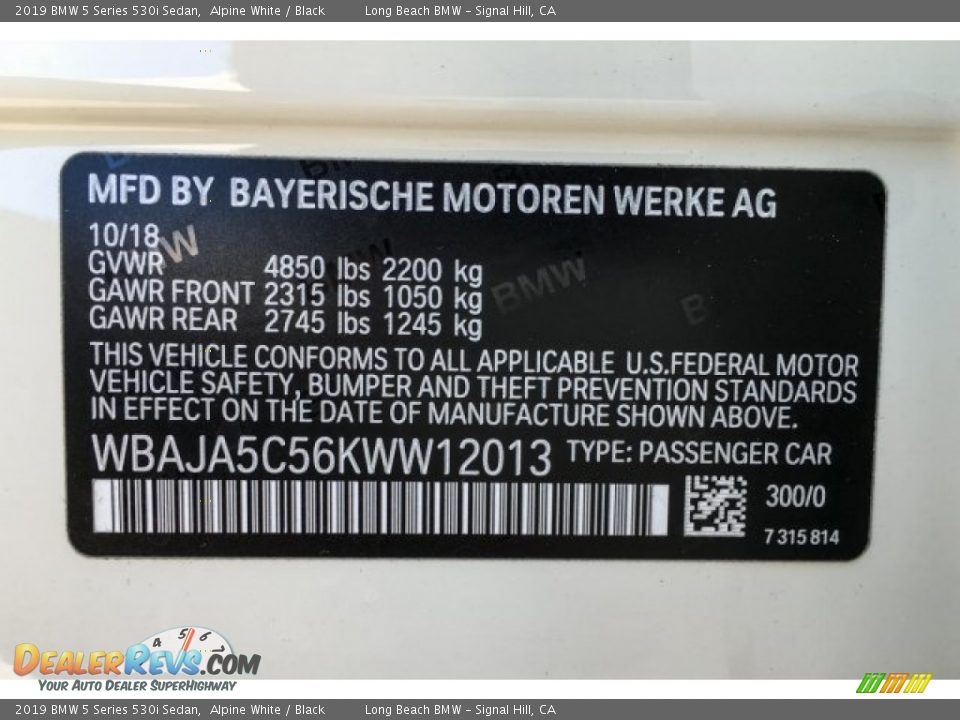 2019 BMW 5 Series 530i Sedan, Alpine White / Black Long Beach BMW – Signal Hill, CA
MFD BY BAYERISCHE MOTOREN WERKE AG
10/18
GVWR 4850 lbs 2200 kg
GAWR FRONT 2315 lbs 1050 kg
GAWR REAR 2745 lbs 1245 kg
THIS VEHICLE CONFORMS TO ALL APPLICABLE U.S.FEDERAL MOTOR
VEHICLE SAFETY, BUMPER AND THEFT PREVENTION STANDARDS
IN EFFECT ON THE DATE OF MANUFACTURE SHOWN ABOVE.
WBAJA5C56KWW12013 TYPE: PASSENGER CAR
300/0
7 315 814
BMW
4 5 6
DEALERREVS.COM
YOUR AUTO DEALER SUPERHIGHWAY
2019 BMW 5 Series 530i Sedan, Alpine White / Black Long Beach BMW – Signal Hill, CA